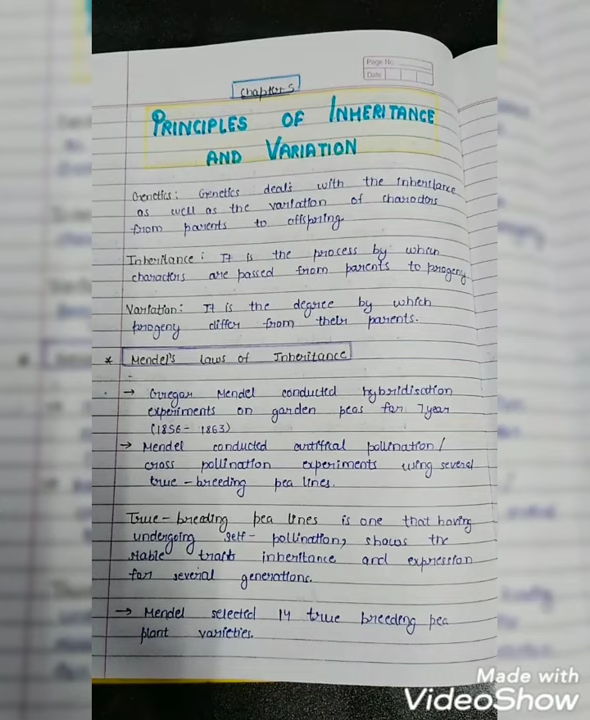 Page No.
Date
Chapter 5
PRINCIPLES OF INHERITANCE
AND VARIATION
Genetics: Genetics deals with the inheritance
as well as the variation of characters
from parents to offspring
Inheritance: It is the process by which
characters are passed from parents to progeny
Variation: It is the degree by which
progeny differ from their parents.
* Mendel's laws of Inheritance
→ Gregar Mendel conducted hybridisation
experiments on garden peas for 7year
(1856 - 1863)
→ Mendel conducted artifical pollination/
cross pollination experiments using several
true-breeding pea lines.
True-breeding pea lines is one that having
undergoing self-pollination, shows the
stable trait inheritance and expression
for several generations.
→ Mendel selected 14 true breeding pea
plant varieties.
Made with
VideoShow